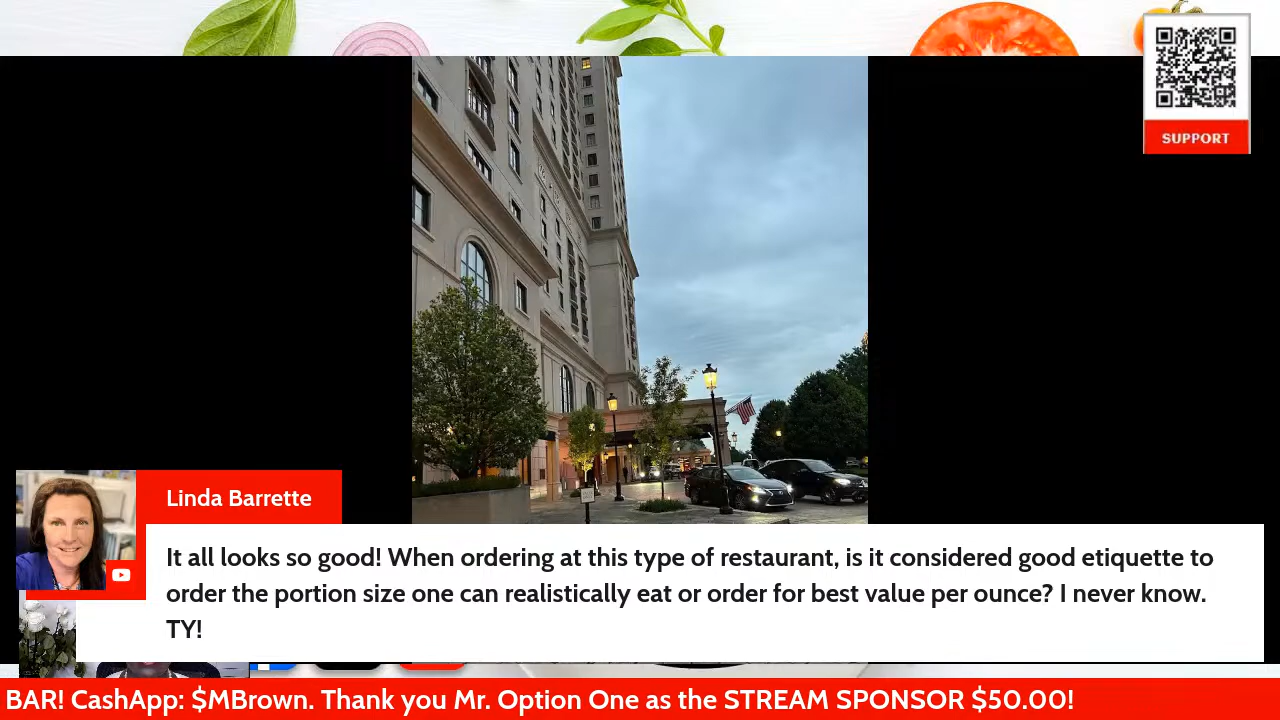 SUPPORT
Linda Barrette
It all looks so good! When ordering at this type of restaurant, is it considered good etiquette to
order the portion size one can realistically eat or order for best value per ounce? I never know.
TY!
BAR! CashApp: $MBrown. Thank you Mr. Option One as the STREAM SPONSOR $50.00!